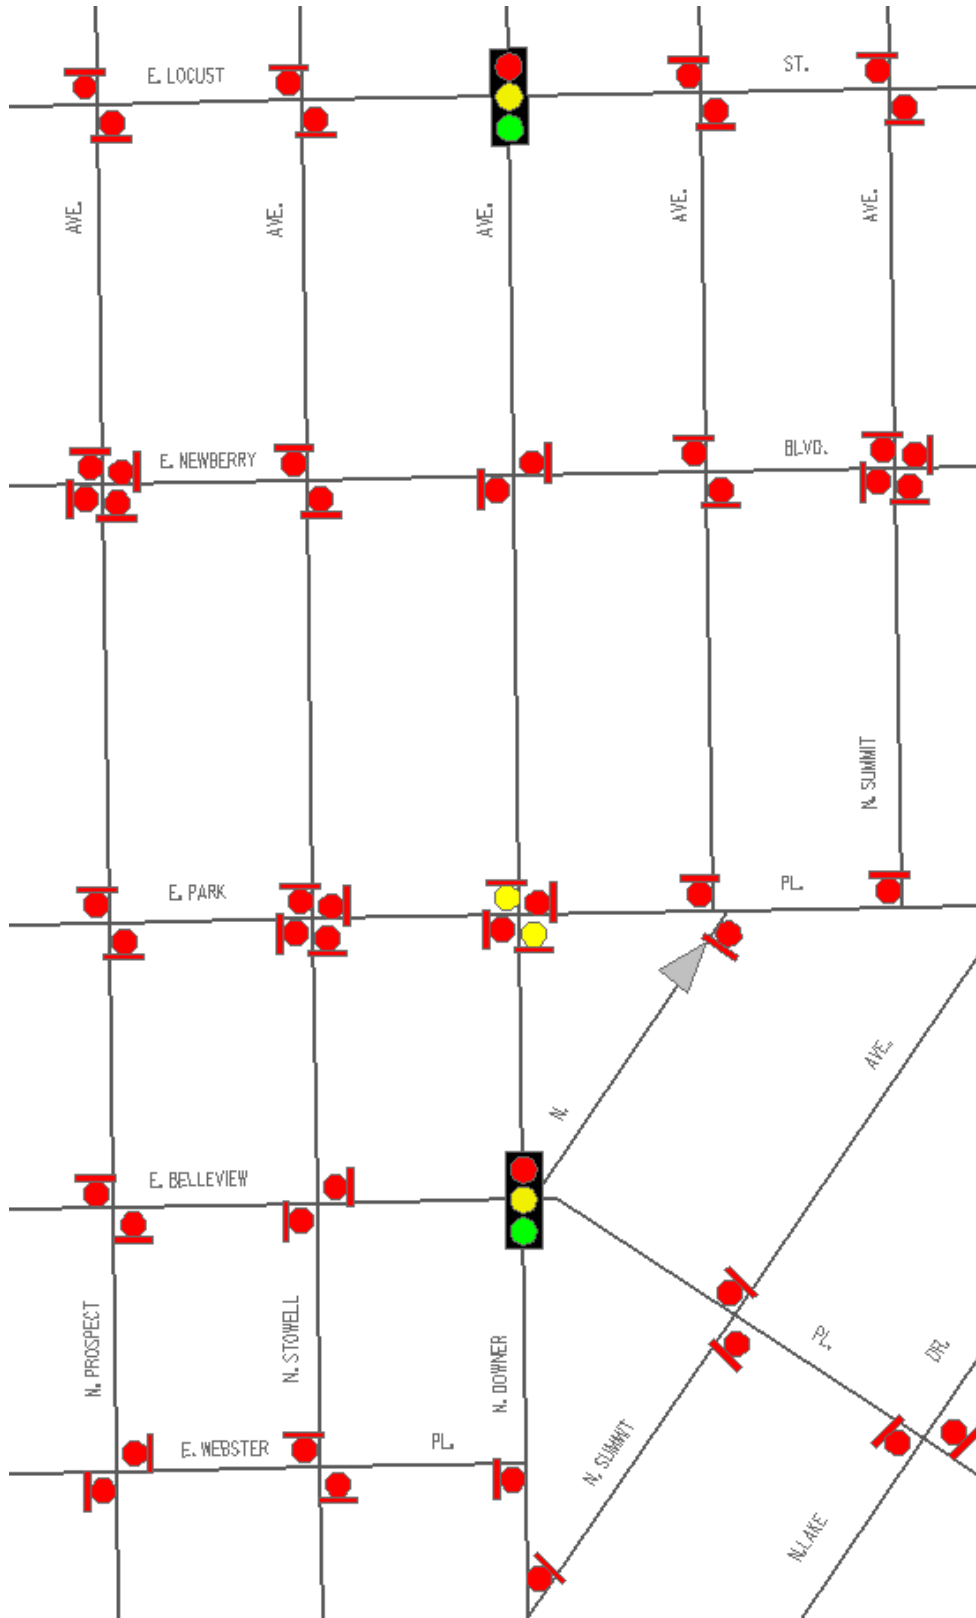 E. LOCUST ST.
AVE. AVE. AVE. AVE. AVE.
E. NEWBERRY BLVD.
N. SUMMIT
E. PARK PL.
AVE.
N.
E. BELLEVIEW
N. PROSPECT
N. STOWELL
N. DOWNER
PL.
DR.
E. WEBSTER PL.
N. SUMMIT
N.LAKE